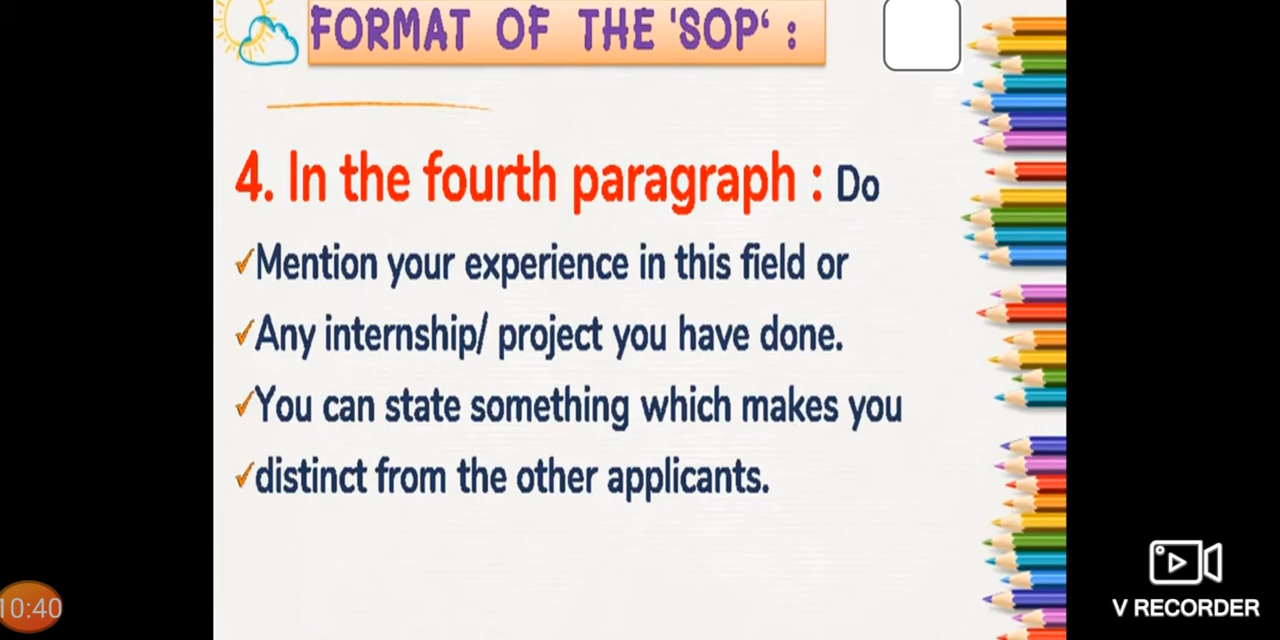 FORMAT OF THE 'SOP‘ :
4. In the fourth paragraph : Do
✓Mention your experience in this field or
✓Any internship/ project you have done.
✓You can state something which makes you
✓distinct from the other applicants.
10:40
V RECORDER